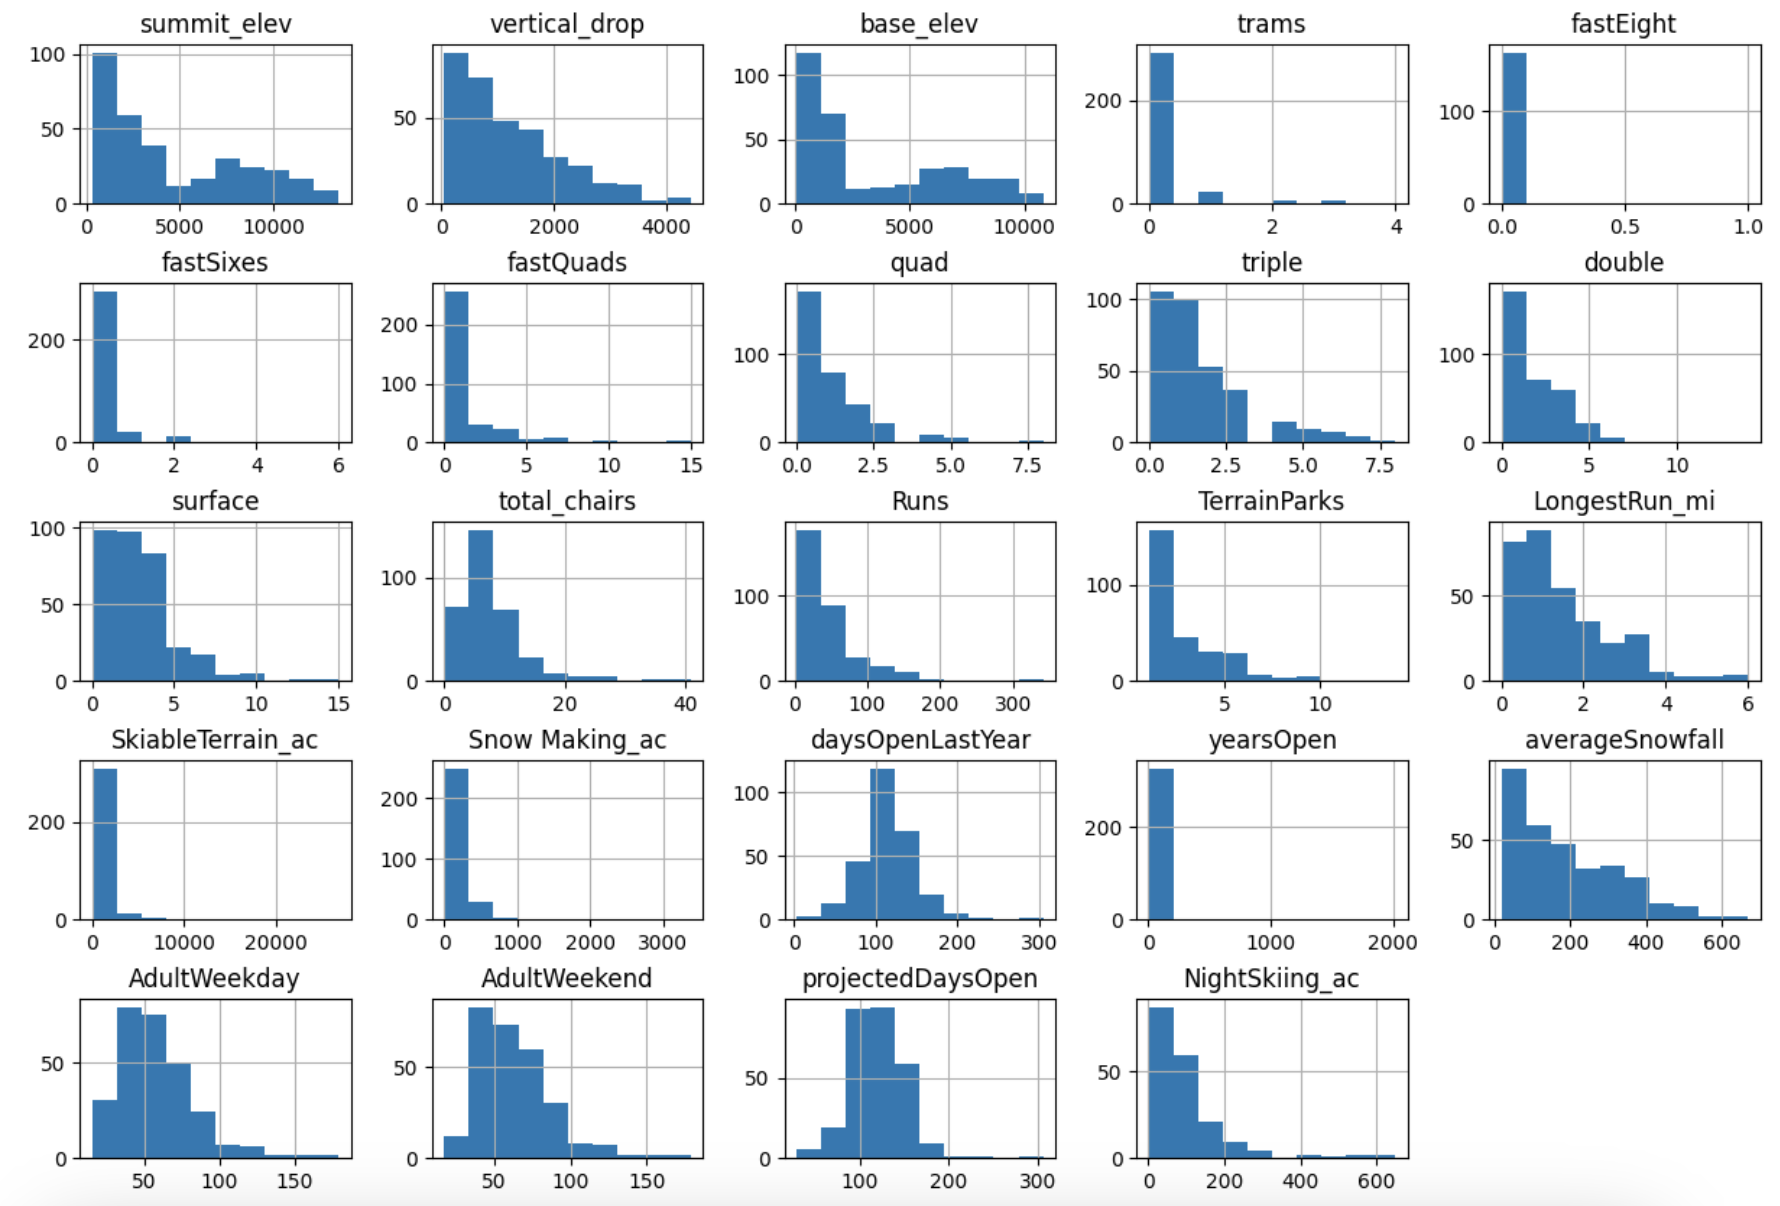 summit_elev vertical_drop base_elev trams fastEight
100 50 0
50 0
100 50 0
200 0
100 0
0 5000 10000
0 2000 4000
0 5000 10000
0 2 4
0.0 0.5 1.0
fastSixes fastQuads quad triple double
200 0
200 100 0
100 0
100 50 0
100 0
0 2 4 6
0 5 10 15
0.0 2.5 5.0 7.5
0.0 2.5 5.0 7.5
0 5 10
surface total_chairs Runs TerrainParks LongestRun_mi
100 50 0
100 0
100 0
100 0
50 0
0 5 10 15
0 20 40
0 100 200 300
5 10
0 2 4 6
SkiableTerrain_ac Snow Making_ac daysOpenLastYear yearsOpen averageSnowfall
200 0
200 100 0
100 50 0
200 0
50 0
0 10000 20000
0 1000 2000 3000
0 100 200 300
0 1000 2000
0 200 400 600
AdultWeekday AdultWeekend projectedDaysOpen NightSkiing_ac
50 0
50 0
50 0
50 0
50 100 150
50 100 150
100 200 300
0 200 400 600